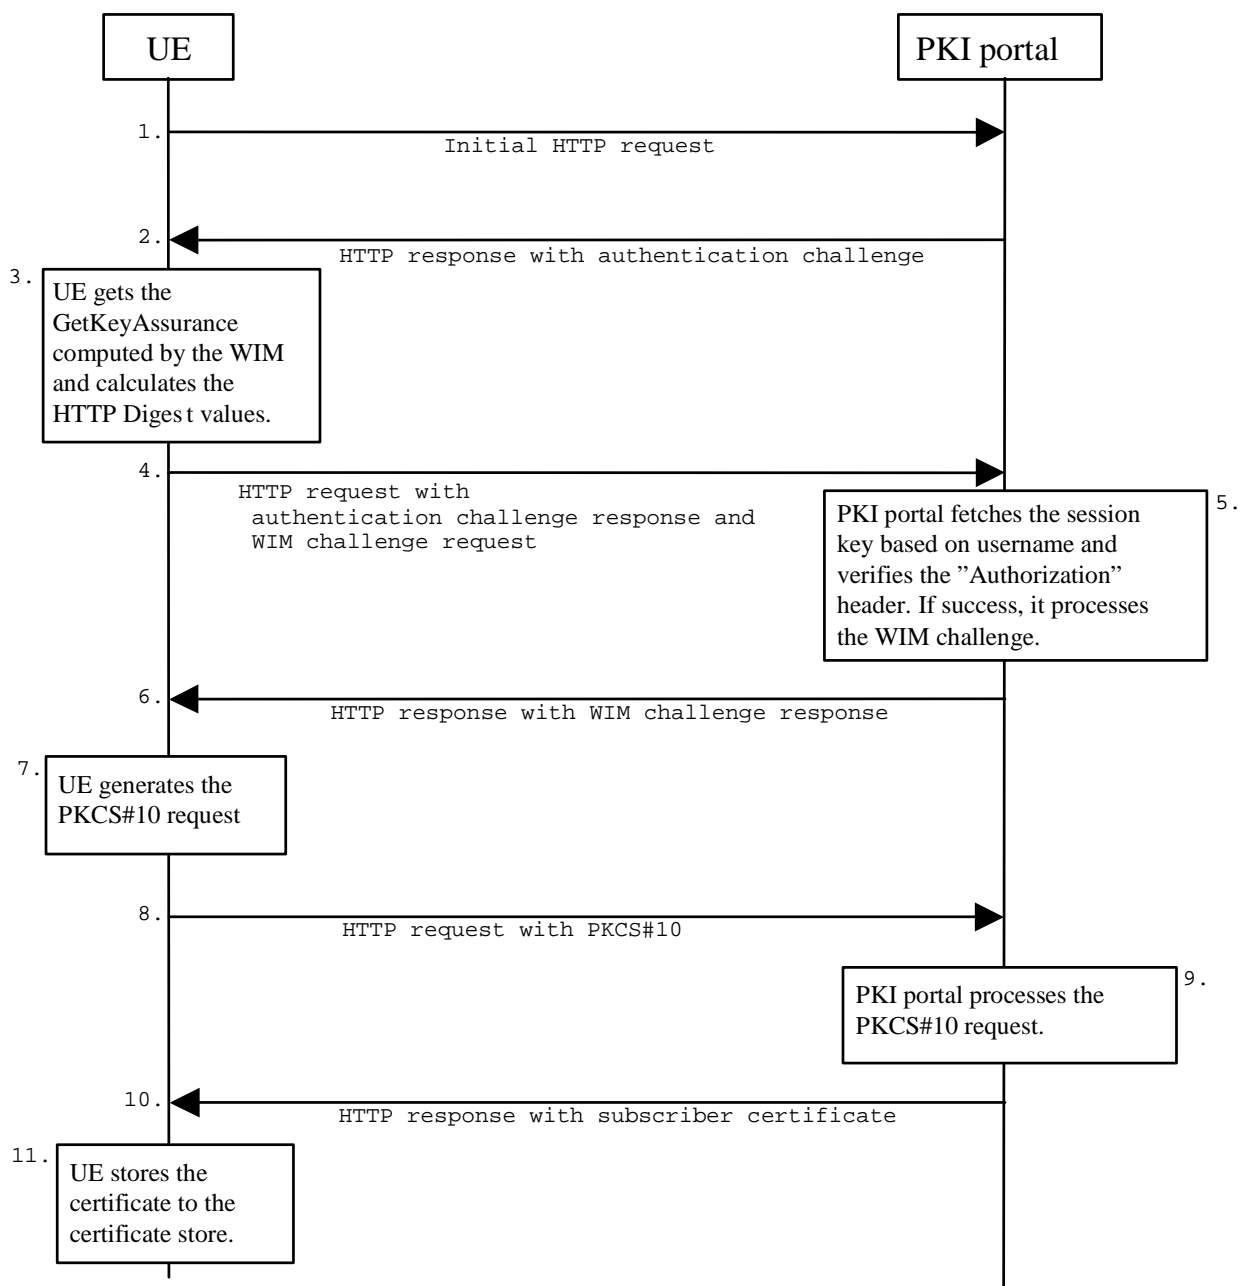 UE
PKI portal
1.
Initial HTTP request
2.
HTTP response with authentication challenge
3.
UE gets the
GetKeyAssurance
computed by the WIM
and calculates the
HTTP Digest values.
4.
HTTP request with
authentication challenge response and
WIM challenge request
5.
PKI portal fetches the session
key based on username and
verifies the ”Authorization”
header. If success, it processes
the WIM challenge.
6.
HTTP response with WIM challenge response
7.
UE generates the
PKCS#10 request
8.
HTTP request with PKCS#10
9.
PKI portal processes the
PKCS#10 request.
10.
HTTP response with subscriber certificate
11.
UE stores the
certificate to the
certificate store.